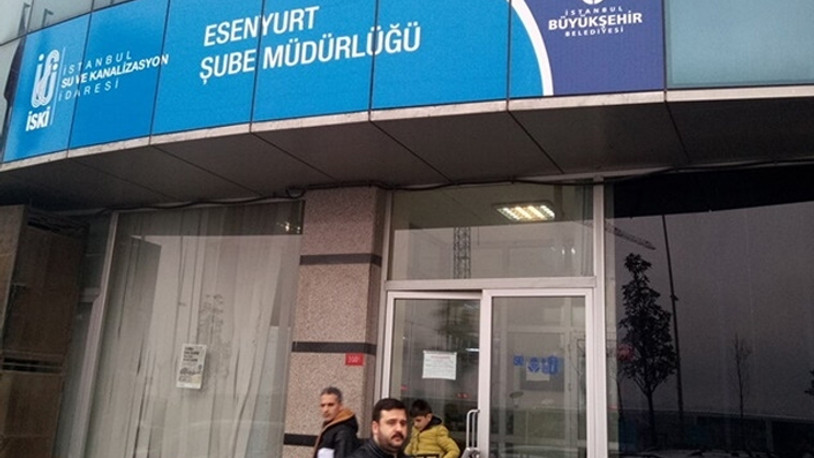 İSKİ
İSTANBUL
SU VE KANALİZASYON
İDARESİ
ESENYURT
ŞUBE MÜDÜRLÜĞÜ
İSTANBUL
BÜYÜKŞEHİR
BELEDİYESİ